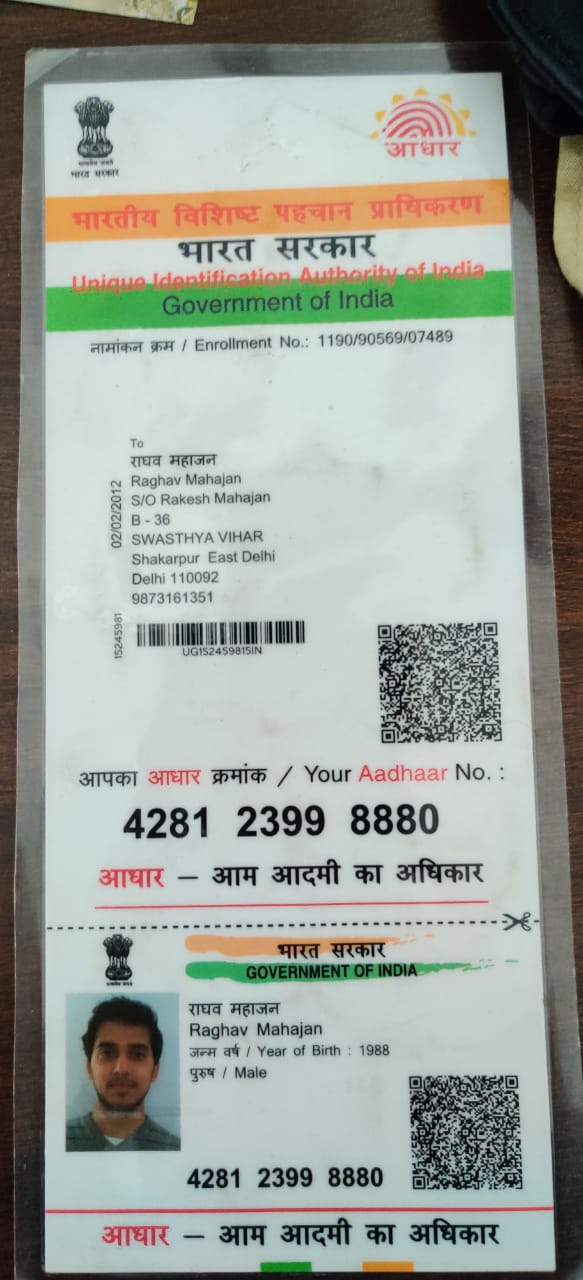 भारत सरकार
आधार
भारतीय विशिष्ट पहचान प्राधिकरण
भारत सरकार
Unique Identification Authority of India
Government of India
नामांकन क्रम / Enrollment No.: 1190/90569/07489
To
राघव महाजन
Raghav Mahajan
S/O Rakesh Mahajan
B - 36
SWASTHYA VIHAR
Shakarpur East Delhi
Delhi 110092
9873161351
02/02/2012
15245981
UG152459815IN
आपका आधार क्रमांक / Your Aadhaar No. :
4281 2399 8880
आधार – आम आदमी का अधिकार
भारत सरकार
GOVERNMENT OF INDIA
राघव महाजन
Raghav Mahajan
जन्म वर्ष / Year of Birth : 1988
पुरुष / Male
4281 2399 8880
आधार – आम आदमी का अधिकार